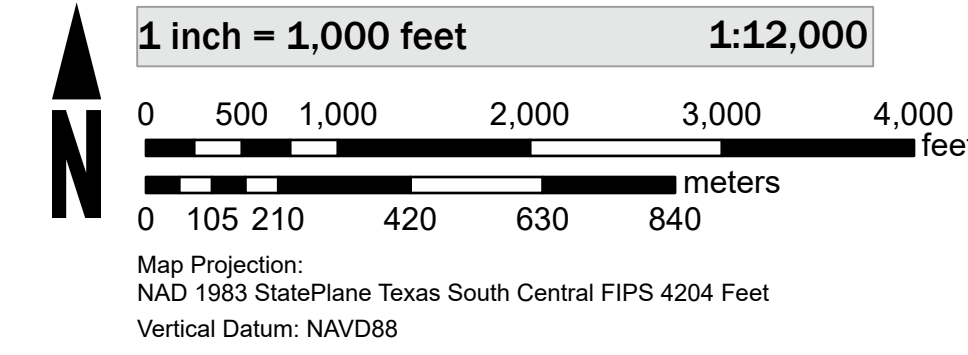 1 inch = 1,000 feet 1:12,000
0 500 1,000 2,000 3,000 4,000
feet
meters
0 105 210 420 630 840
N
Map Projection:
NAD 1983 StatePlane Texas South Central FIPS 4204 Feet
Vertical Datum: NAVD88